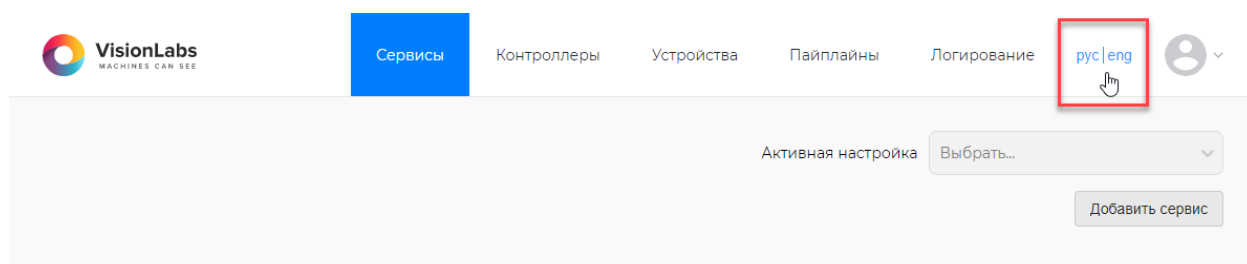 VisionLabs
MACHINES CAN SEE
Сервисы Контроллеры Устройства Пайплайны Логирование рус|eng
Активная настройка Выбрать...
Добавить сервис